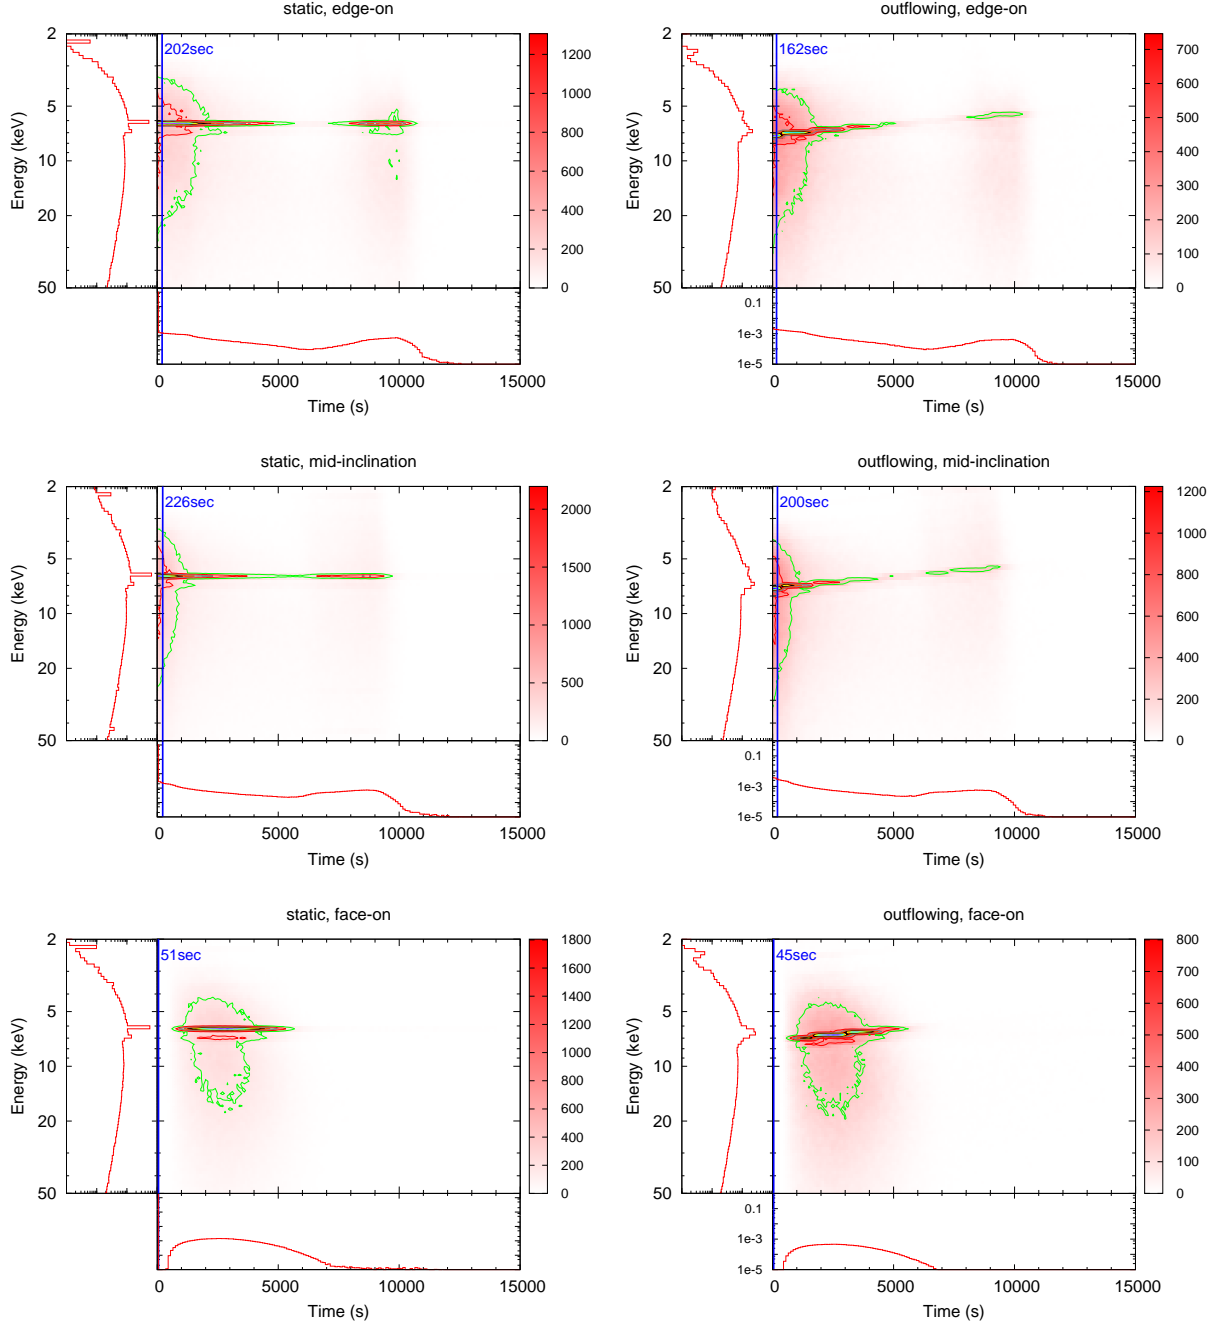 static, edge-on
outflowing, edge-on
2
5
10
20
50
Energy (keV)
202sec
0
200
400
600
800
1000
1200
0 5000 10000 15000
Time (s)
2
5
10
20
50
Energy (keV)
162sec
0
100
200
300
400
500
600
700
0.1
1e-3
1e-5
0 5000 10000 15000
Time (s)
static, mid-inclination
outflowing, mid-inclination
2
5
10
20
50
Energy (keV)
226sec
0
500
1000
1500
2000
0 5000 10000 15000
Time (s)
2
5
10
20
50
Energy (keV)
200sec
0
200
400
600
800
1000
1200
0.1
1e-3
1e-5
0 5000 10000 15000
Time (s)
static, face-on
outflowing, face-on
2
5
10
20
50
Energy (keV)
51sec
0
200
400
600
800
1000
1200
1400
1600
1800
0 5000 10000 15000
Time (s)
2
5
10
20
50
Energy (keV)
45sec
0
100
200
300
400
500
600
700
800
0.1
1e-3
1e-5
0 5000 10000 15000
Time (s)